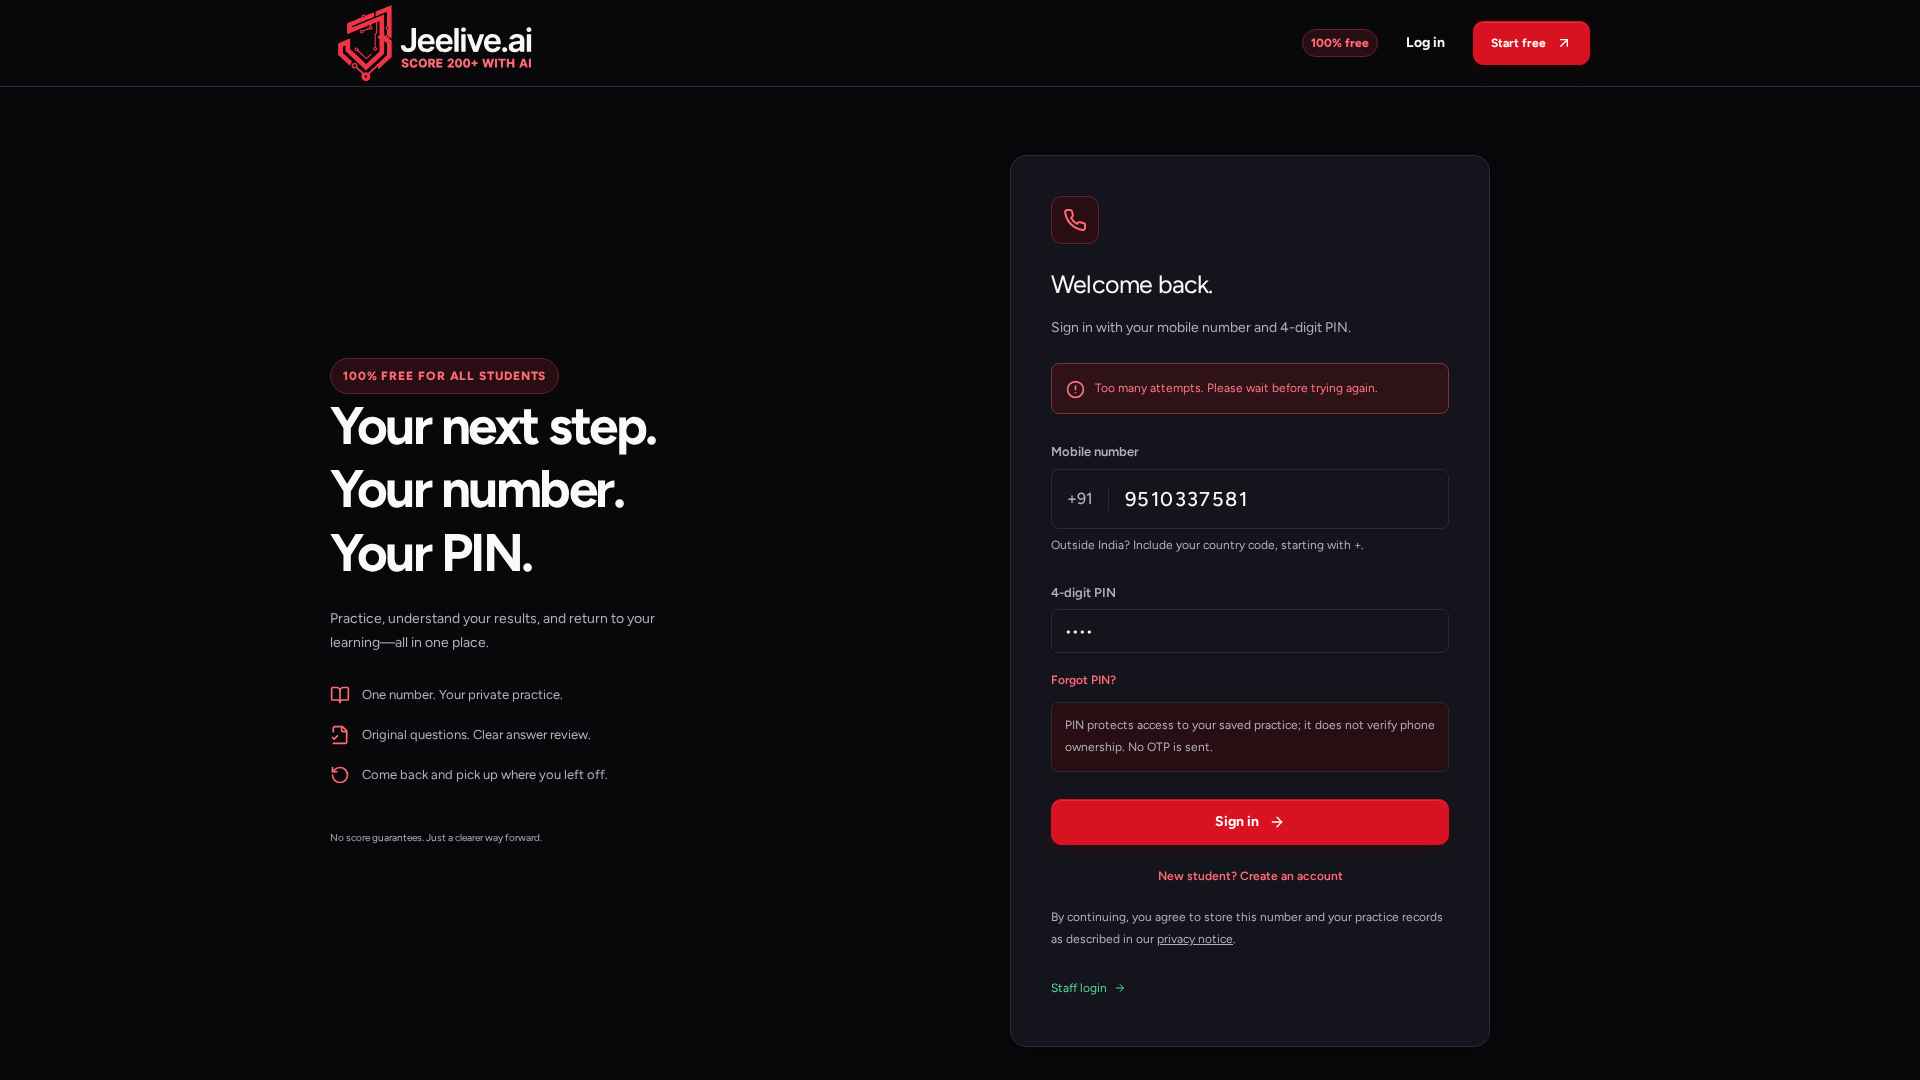 Jeelive.ai
SCORE 200+ WITH AI
100% free
Log in
Start free
100% FREE FOR ALL STUDENTS
Your next step.
Your number.
Your PIN.
Practice, understand your results, and return to your
learning—all in one place.
One number. Your private practice.
Original questions. Clear answer review.
Come back and pick up where you left off.
No score guarantees. Just a clearer way forward.
Welcome back.
Sign in with your mobile number and 4-digit PIN.
Too many attempts. Please wait before trying again.
Mobile number
+91 9510337581
Outside India? Include your country code, starting with +.
4-digit PIN
••••
Forgot PIN?
PIN protects access to your saved practice; it does not verify phone
ownership. No OTP is sent.
Sign in
New student? Create an account
By continuing, you agree to store this number and your practice records
as described in our privacy notice.
Staff login